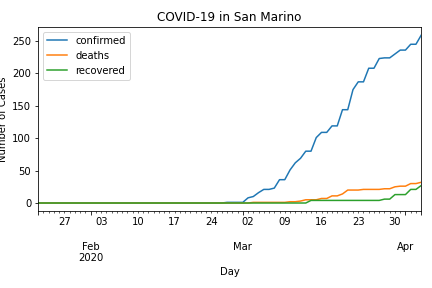 COVID-19 in San Marino
confirmed
deaths
recovered
250
200
150
100
50
0
Number of Cases
27 03 10 17 24 02 09 16 23 30
Feb Mar Apr
2020
Day